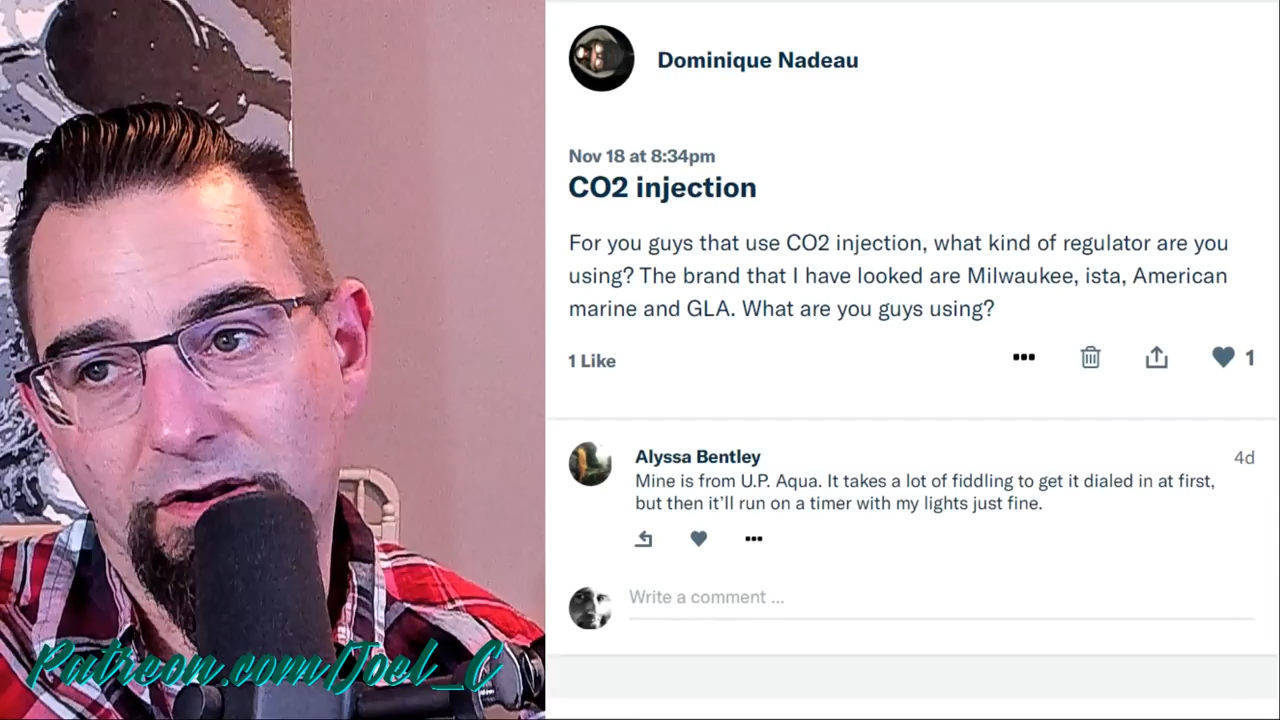 Dominique Nadeau
Nov 18 at 8:34pm
CO2 injection
For you guys that use CO2 injection, what kind of regulator are you
using? The brand that I have looked are Milwaukee, ista, American
marine and GLA. What are you guys using?
1 Like
1
Alyssa Bentley
4d
Mine is from U.P. Aqua. It takes a lot of fiddling to get it dialed in at first,
but then it'll run on a timer with my lights just fine.
Write a comment ...
Patreon.com/Joel_C